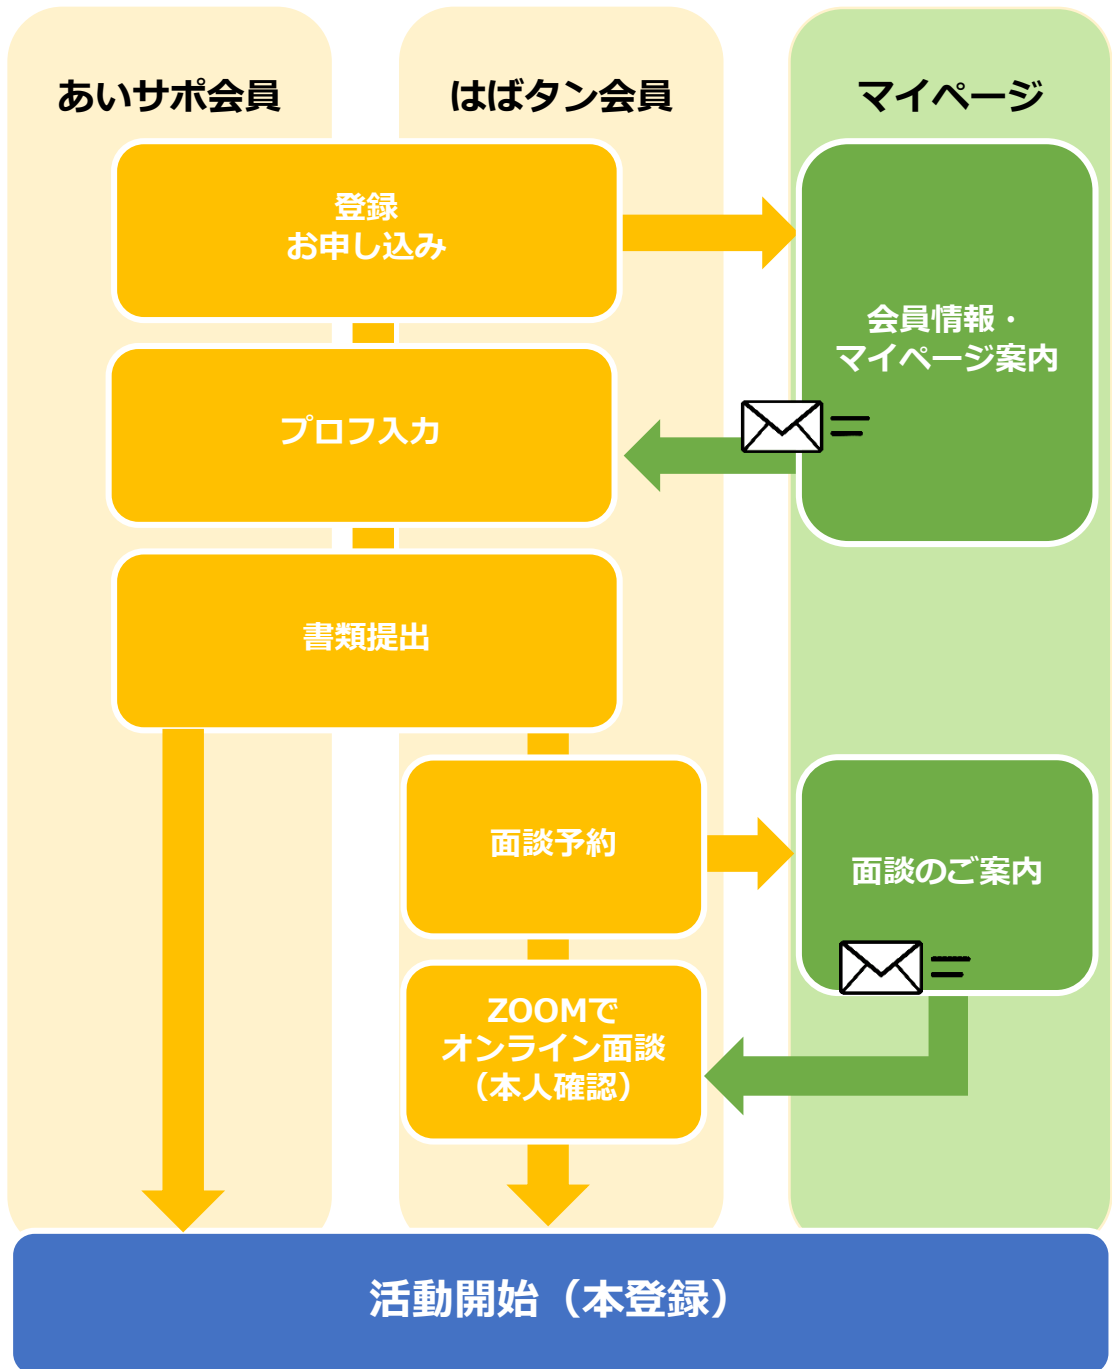 あいサポ会員
はばタン会員
マイページ
登録
お申し込み
会員情報・
マイページ案内
プロフ入力
書類提出
面談予約
面談のご案内
ZOOMで
オンライン面談
（本人確認）
活動開始（本登録）